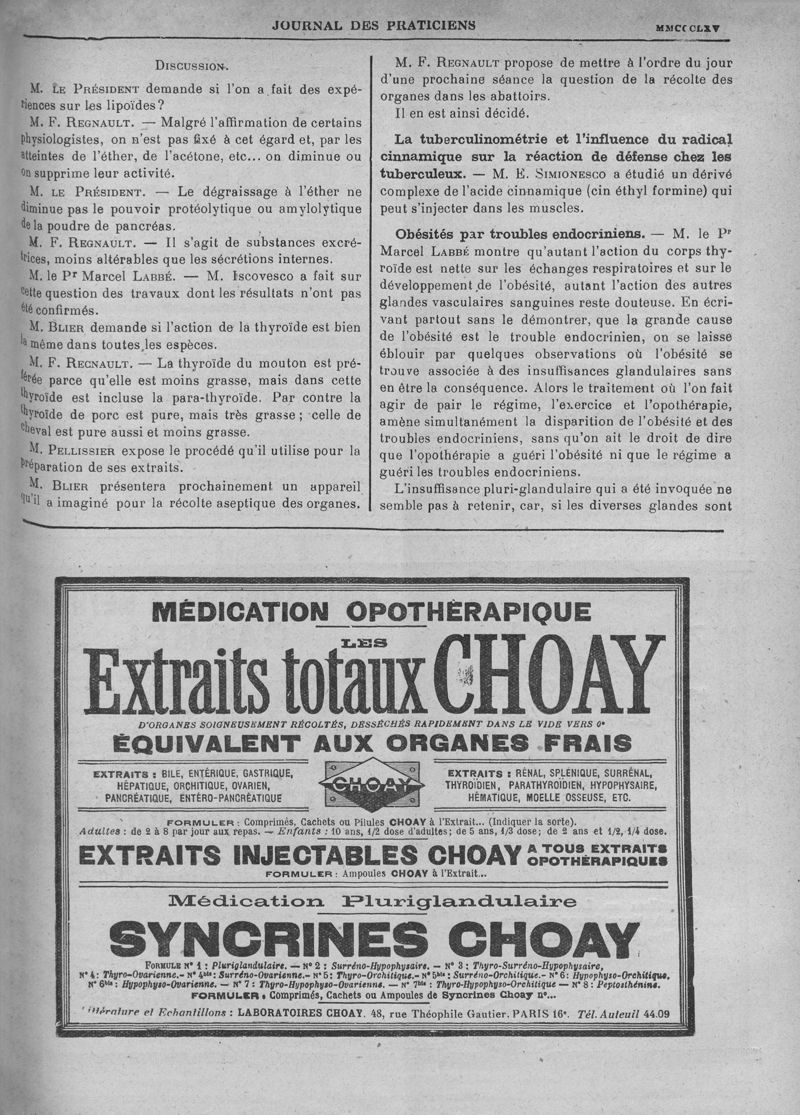 JOURNAL DES PRATICIENS
MMCCCLXV
DISCUSSION.
M. LE PRÉSIDENT demande si l'on a fait des expé-
riences sur les lipoïdes ?
M. F. REGNAULT. — Malgré l'affirmation de certains
physiologistes, on n'est pas fixé à cet égard et, par les
atteintes de l'éther, de l'acétone, etc... on diminue ou
on supprime leur activité.
M. LE PRÉSIDENT. — Le dégraissage à l'éther ne
diminue pas le pouvoir protéolytique ou amylolytique
de la poudre de pancréas.
M. F. REGNAULT. — Il s'agit de substances excré-
trices, moins altérables que les sécrétions internes.
M. le Pr Marcel LABBÉ. — M. Iscovesco a fait sur
cette question des travaux dont les résultats n'ont pas
été confirmés.
M. BLIER demande si l'action de la thyroïde est bien
la même dans toutes les espèces.
M. F. RECNAULT. — La thyroïde du mouton est pré-
férée parce qu'elle est moins grasse, mais dans cette
thyroïde est incluse la para-thyroïde. Par contre la
thyroïde de porc est pure, mais très grasse ; celle de
cheval est pure aussi et moins grasse.
M. PELLISSIER expose le procédé qu'il utilise pour la
préparation de ses extraits.
M. BLIER présentera prochainement un appareil
qu'il a imaginé pour la récolte aseptique des organes.
M. F. REGNAULT propose de mettre à l'ordre du jour
d'une prochaine séance la question de la récolte des
organes dans les abattoirs.
Il en est ainsi décidé.
La tuberculinométrie et l'influence du radical
cinnamique sur la réaction de défense chez les
tuberculeux. — M. E. SIMIONESCO a étudié un dérivé
complexe de l'acide cinnamique (cin éthyl formine) qui
peut s'injecter dans les muscles.
Obésités par troubles endocriniens. — M. le Pr
Marcel LABBÉ montre qu'autant l'action du corps thy-
roïde est nette sur les échanges respiratoires et sur le
développement de l'obésité, autant l'action des autres
glandes vasculaires sanguines reste douteuse. En écri-
vant partout sans le démontrer, que la grande cause
de l'obésité est le trouble endocrinien, on se laisse
éblouir par quelques observations où l'obésité se
trouve associée à des insuffisances glandulaires sans
en être la conséquence. Alors le traitement où l'on fait
agir de pair le régime, l'exercice et l'opothérapie,
amène simultanément la disparition de l'obésité et des
troubles endocriniens, sans qu'on ait le droit de dire
que l'opothérapie a guéri l'obésité ni que le régime a
guéri les troubles endocriniens.
L'insuffisance pluri-glandulaire qui a été invoquée ne
semble pas à retenir, car, si les diverses glandes sont
MÉDICATION OPOTHÉRAPIQUE
LES
Extraits totaux CHOAY
D'ORGANES SOIGNEUSEMENT RÉCOLTÉS, DESSÉCHÉS RAPIDEMENT DANS LE VIDE VERS 0°
ÉQUIVALENT AUX ORGANES FRAIS
EXTRAITS : BILE, ENTÉRIQUE, GASTRIQUE,
HÉPATIQUE, ORCHITIQUE, OVARIEN,
PANCRÉATIQUE, ENTÉRO-PANCRÉATIQUE
CHOAY
EXTRAITS : RÉNAL, SPLÉNIQUE, SURRÉNAL,
THYROIDIEN, PARATHYROÏDIEN, HYPOPHYSAIRE,
HÉMATIQUE, MOELLE OSSEUSE, ETC.
FORMULER : Comprimés, Cachets ou Pilules CHOAY à l'Extrait... (Indiquer la sorte).
Adultes : de 2 à 8 par jour aux repas. — Enfants : 10 ans, 1/2 dose d'adultes ; de 5 ans, 1/3 dose ; de 2 ans et 1/2, 1/4 dose.
EXTRAITS INJECTABLES CHOAY A TOUS EXTRAITS OPOTHÉRAPIQUES
FORMULER : Ampoules CHOAY à l'Extrait...
Médication Pluriglandulaire
SYNCRINES CHOAY
FORMULE N° 1 : Pluriglandulaire. — N° 2 : Surréno-Hypophysaire. — N° 3 : Thyro-Surréno-Hypophysaire,
N° 4 : Thyro-Ovarienne. - N° 4bis : Surréno-Ovarienne. - N° 5 : Thyro-Orchitique. - N° 5bis : Surréno-Orchitique. - N° 6 : Hypophyso-Orchitique.
N° 6bis : Hypophyso-Ovarienne. — N° 7 : Thyro-Hypophyso-Ovarienne. — N° 7bis : Thyro-Hypophyso-Orchitique — N° 8 : Peptosthénine.
FORMULER : Comprimés, Cachets ou Ampoules de Syncrines Choay n°...
Littérature et Echantillons : LABORATOIRES CHOAY, 48, rue Théophile Gautier, PARIS 16e. Tél. Auteuil 44.09